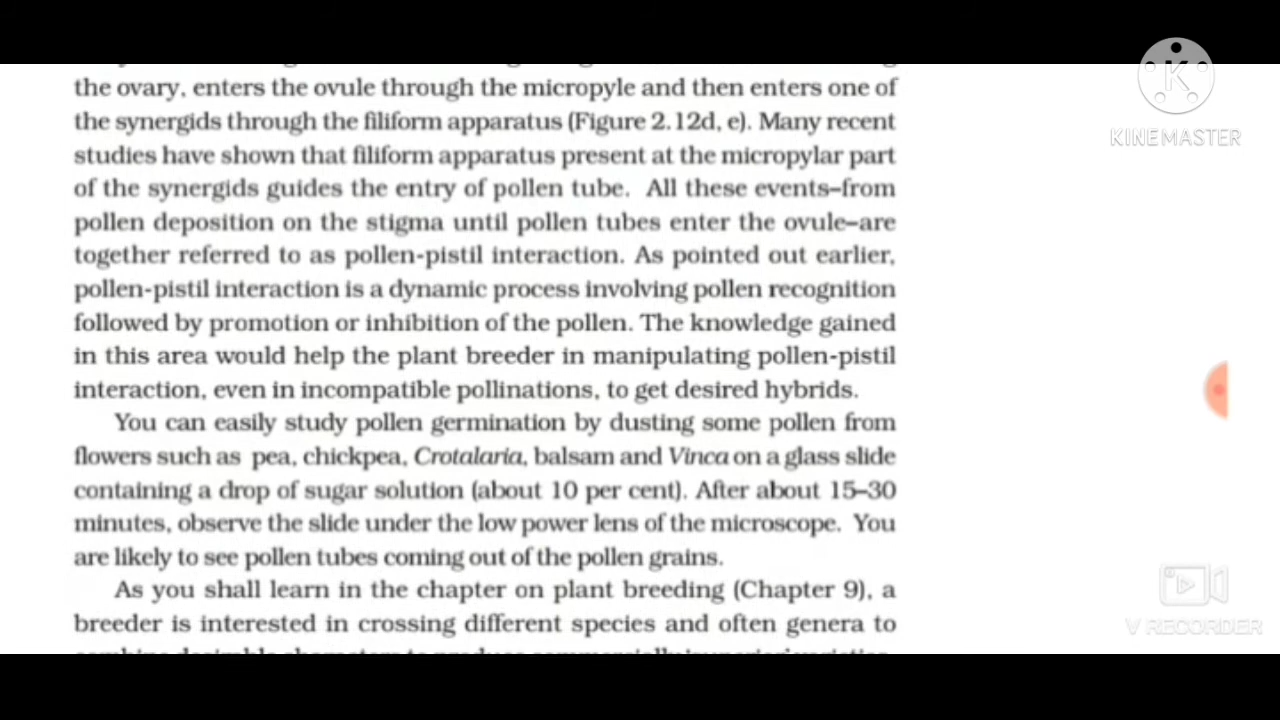 the ovary, enters the ovule through the micropyle and then enters one of
the synergids through the filiform apparatus (Figure 2.12d, e). Many recent
studies have shown that filiform apparatus present at the micropylar part
of the synergids guides the entry of pollen tube. All these events–from
pollen deposition on the stigma until pollen tubes enter the ovule–are
together referred to as pollen-pistil interaction. As pointed out earlier,
pollen-pistil interaction is a dynamic process involving pollen recognition
followed by promotion or inhibition of the pollen. The knowledge gained
in this area would help the plant breeder in manipulating pollen-pistil
interaction, even in incompatible pollinations, to get desired hybrids.
You can easily study pollen germination by dusting some pollen from
flowers such as pea, chickpea, Crotalaria, balsam and Vinca on a glass slide
containing a drop of sugar solution (about 10 per cent). After about 15–30
minutes, observe the slide under the low power lens of the microscope. You
are likely to see pollen tubes coming out of the pollen grains.
As you shall learn in the chapter on plant breeding (Chapter 9), a
breeder is interested in crossing different species and often genera to
K
KINEMASTER
V RECORDER